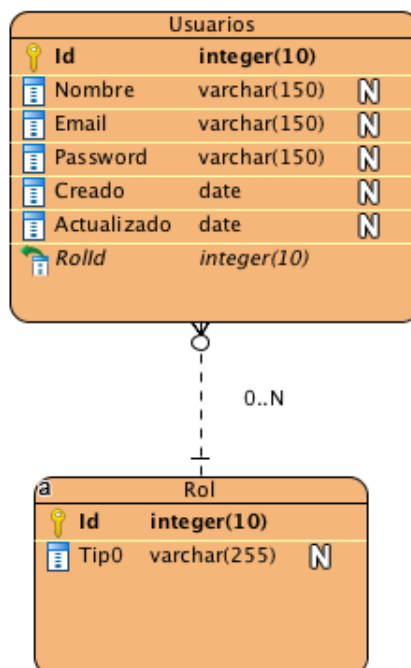 Usuarios
Id integer(10)
Nombre varchar(150) N
Email varchar(150) N
Password varchar(150) N
Creado date N
Actualizado date N
RolId integer(10)
0..N
a Rol
Id integer(10)
Tip0 varchar(255) N